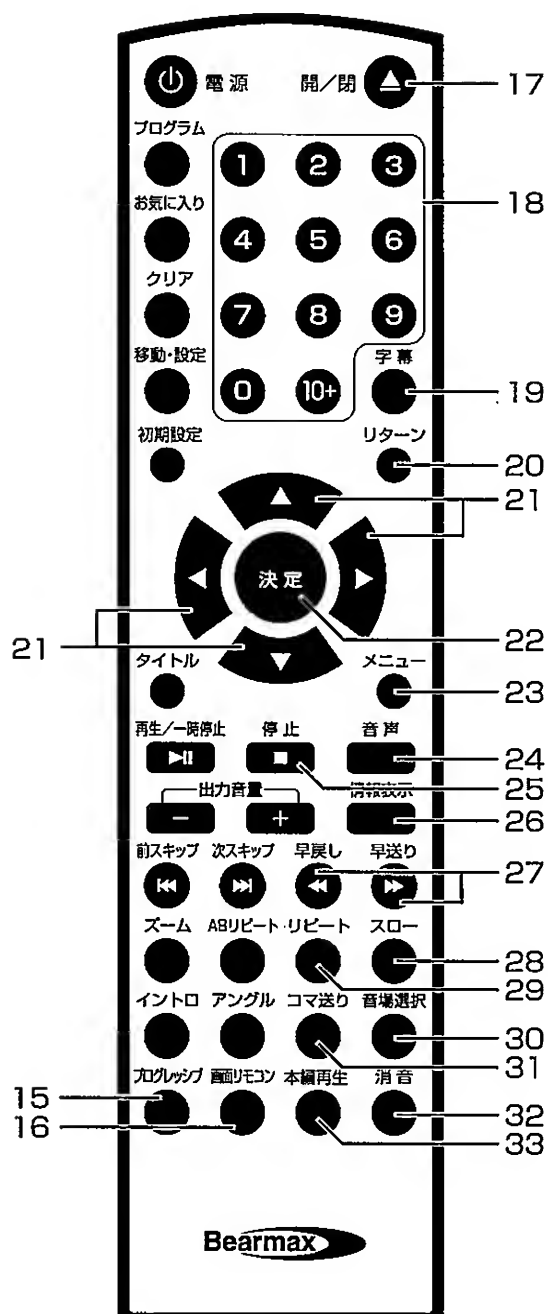 電源 開/閉 17
プログラム
1 2 3 18
お気に入り
4 5 6
クリア
7 8 9
移動・設定 字幕
0 10+ 19
初期設定 リターン
20
21
決定
21 22
タイトル メニュー
23
再生/一時停止 停止 音声
24
25
出力音量 情報表示
− + 26
前スキップ 次スキップ 早戻し 早送り
27
ズーム ABリピート・リピート スロー
28
29
イントロ アングル コマ送り 音場選択
30
31
プログレッシブ 画面リモコン 本編再生 消音
15
16 32
33
Bearmax